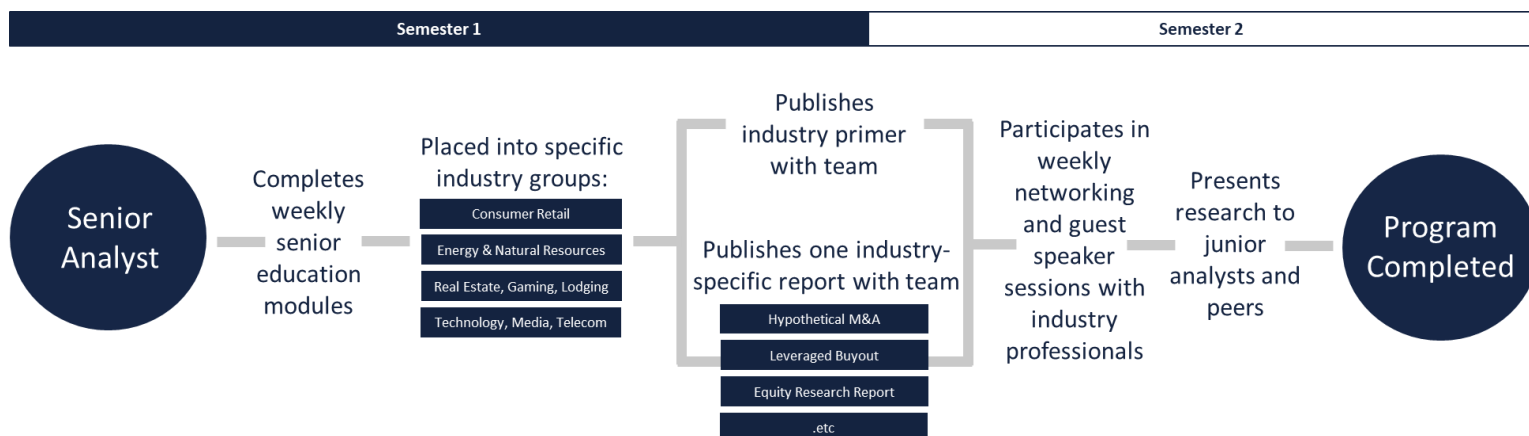 Semester 1
Semester 2
Senior
Analyst
Completes
weekly
senior
education
modules
Placed into specific
industry groups:
Consumer Retail
Energy & Natural Resources
Real Estate, Gaming, Lodging
Technology, Media, Telecom
Publishes
industry primer
with team
Publishes one industry-
specific report with team
Hypothetical M&A
Leveraged Buyout
Equity Research Report
.etc
Participates in
weekly
networking
and guest
speaker
sessions with
industry
professionals
Presents
research to
junior
analysts and
peers
Program
Completed